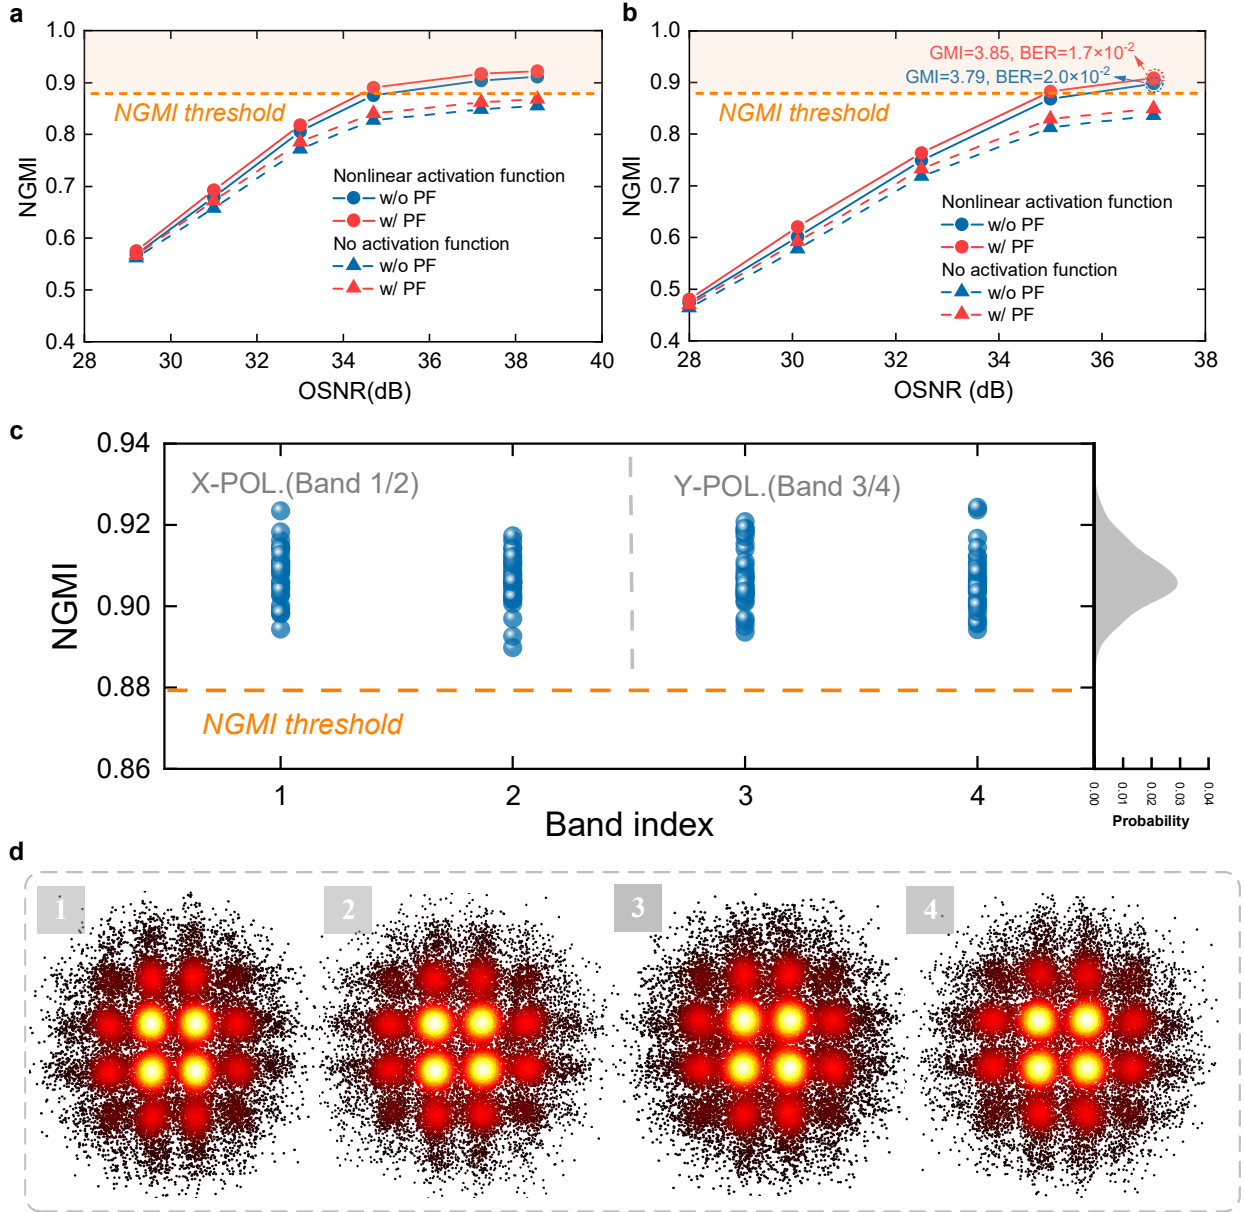 a
1.0
0.9
0.8
0.7
0.6
0.5
0.4
NGMI
NGMI threshold
Nonlinear activation function
w/o PF
w/ PF
No activation function
w/o PF
w/ PF
28 30 32 34 36 38 40
OSNR(dB)
b
1.0
0.9
0.8
0.7
0.6
0.5
0.4
NGMI
GMI=3.85, BER=1.7×10⁻²
GMI=3.79, BER=2.0×10⁻²
NGMI threshold
Nonlinear activation function
w/o PF
w/ PF
No activation function
w/o PF
w/ PF
28 30 32 34 36 38
OSNR (dB)
c
0.94
0.92
0.90
0.88
0.86
NGMI
X-POL.(Band 1/2)
Y-POL.(Band 3/4)
NGMI threshold
1 2 3 4
Band index
0.00 0.01 0.02 0.03 0.04
Probability
d
1 2 3 4